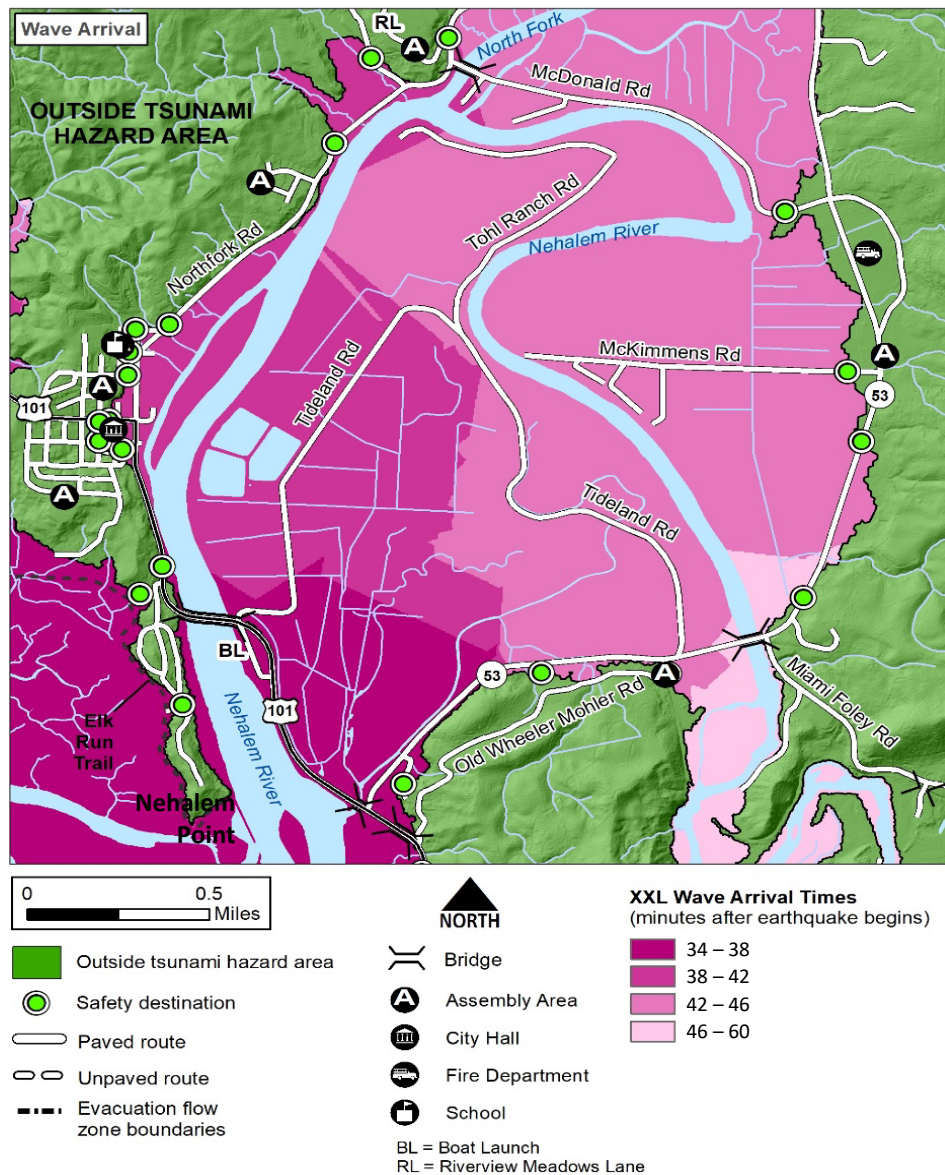 Wave Arrival
RL
A
North Fork
McDonald Rd
OUTSIDE TSUNAMI
HAZARD AREA
A
Tohl Ranch Rd
Nehalem River
Northfork Rd
McKimmens Rd
A
53
Tideland Rd
101
A
A
Tideland Rd
BL
53
101
Old Wheeler Mohler Rd
A
Miami Foley Rd
Elk
Run
Trail
Nehalem River
Nehalem
Point
0 0.5
Miles
NORTH
XXL Wave Arrival Times
(minutes after earthquake begins)
34 – 38
38 – 42
42 – 46
46 – 60
Outside tsunami hazard area
Safety destination
Paved route
Unpaved route
Evacuation flow
zone boundaries
Bridge
A Assembly Area
City Hall
Fire Department
School
BL = Boat Launch
RL = Riverview Meadows Lane